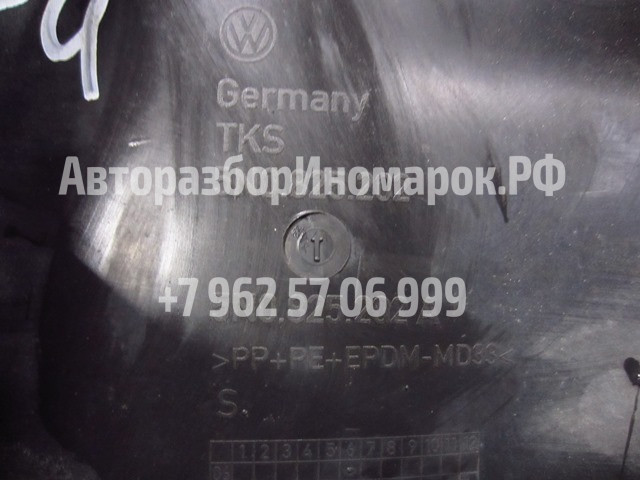 Germany
TKS
АвторазборИномарок.РФ
+7 962 57 06 999
>PP+PE+EPDM-MD33<
S.
1 2 3 4 5 6 7 8 9 10 11 12